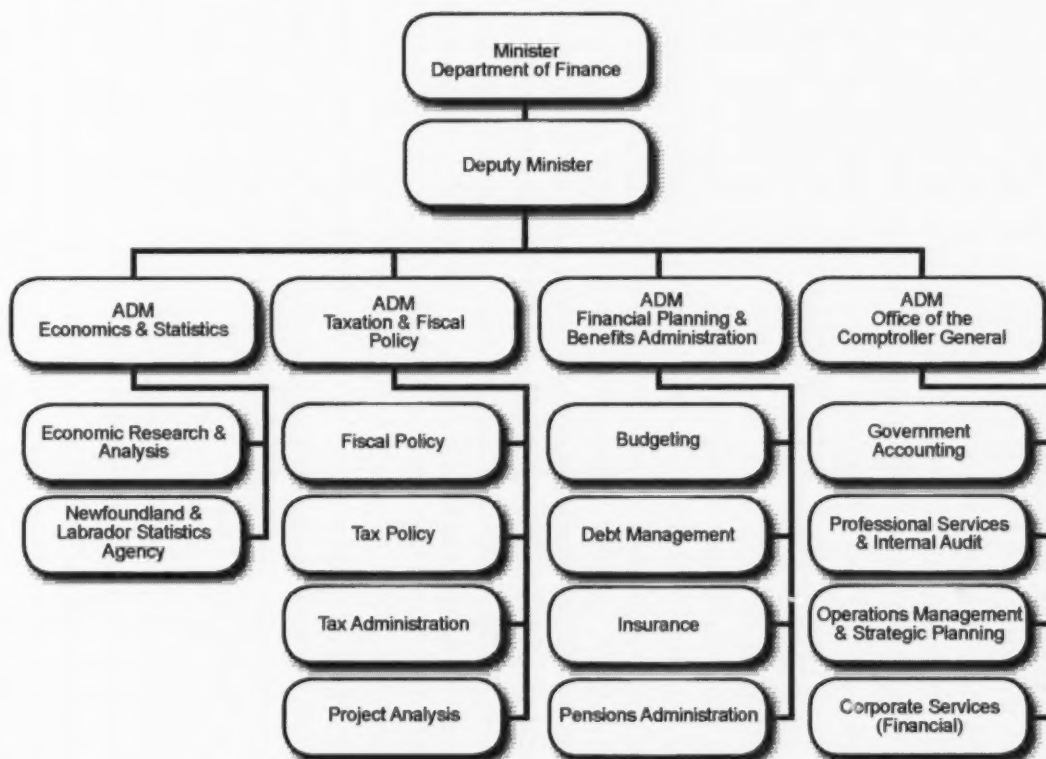 Minister
Department of Finance
Deputy Minister
ADM
Economics & Statistics
ADM
Taxation & Fiscal
Policy
ADM
Financial Planning &
Benefits Administration
ADM
Office of the
Comptroller General
Economic Research &
Analysis
Newfoundland &
Labrador Statistics
Agency
Fiscal Policy
Tax Policy
Tax Administration
Project Analysis
Budgeting
Debt Management
Insurance
Pensions Administration
Government
Accounting
Professional Services
& Internal Audit
Operations Management
& Strategic Planning
Corporate Services
(Financial)